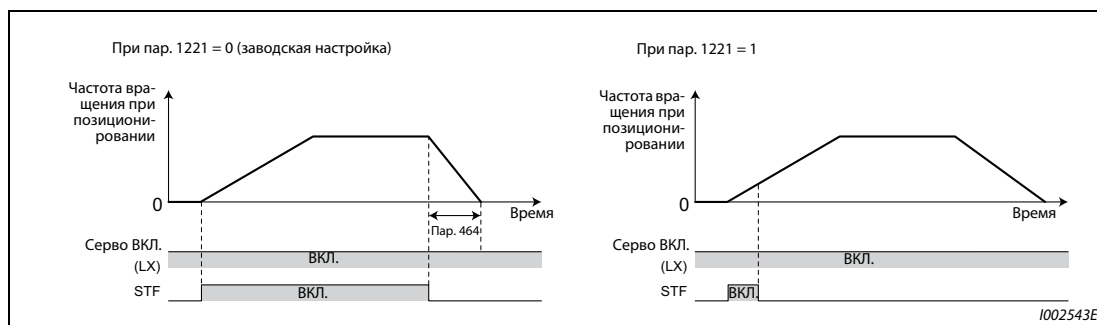 При пар. 1221 = 0 (заводская настройка)
Частота вра-
щения при
позициони-
ровании
0
Время
Пар. 464
Серво ВКЛ.
(LX)
ВКЛ.
STF
ВКЛ.
При пар. 1221 = 1
Частота вра-
щения при
позициони-
ровании
0
Время
Серво ВКЛ.
(LX)
ВКЛ.
STF
ВКЛ.
I002543E